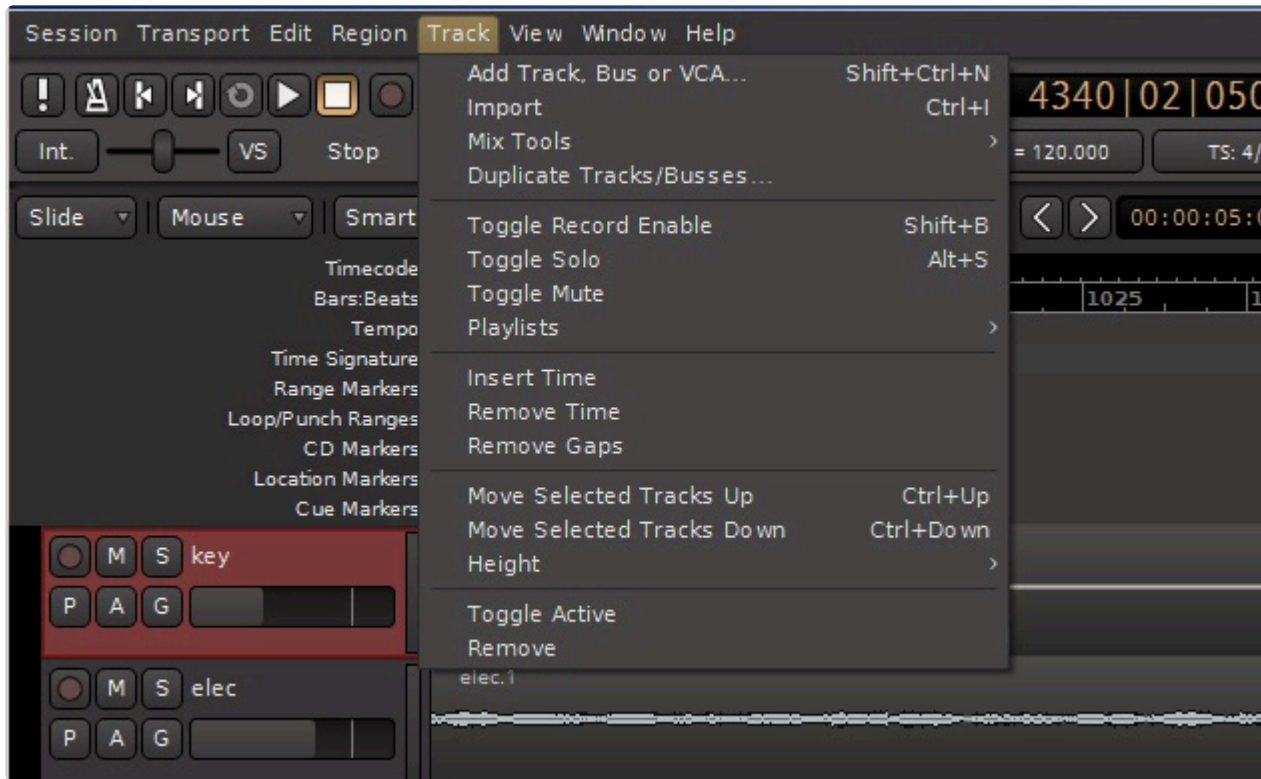 Session Transport Edit Region Track View Window Help
Add Track, Bus or VCA... Shift+Ctrl+N
Import Ctrl+I
Mix Tools
Duplicate Tracks/Busses...
Toggle Record Enable Shift+B
Toggle Solo Alt+S
Toggle Mute
Playlists
Insert Time
Remove Time
Remove Gaps
Move Selected Tracks Up Ctrl+Up
Move Selected Tracks Down Ctrl+Down
Height
Toggle Active
Remove
4340|02|050
Int. VS Stop
= 120.000 TS: 4/
Slide Mouse Smart
00:00:05:
Timecode
Bars:Beats
1025
Tempo
Time Signature
Range Markers
Loop/Punch Ranges
CD Markers
Location Markers
Cue Markers
M S key
P A G
M S elec
elec.1
P A G